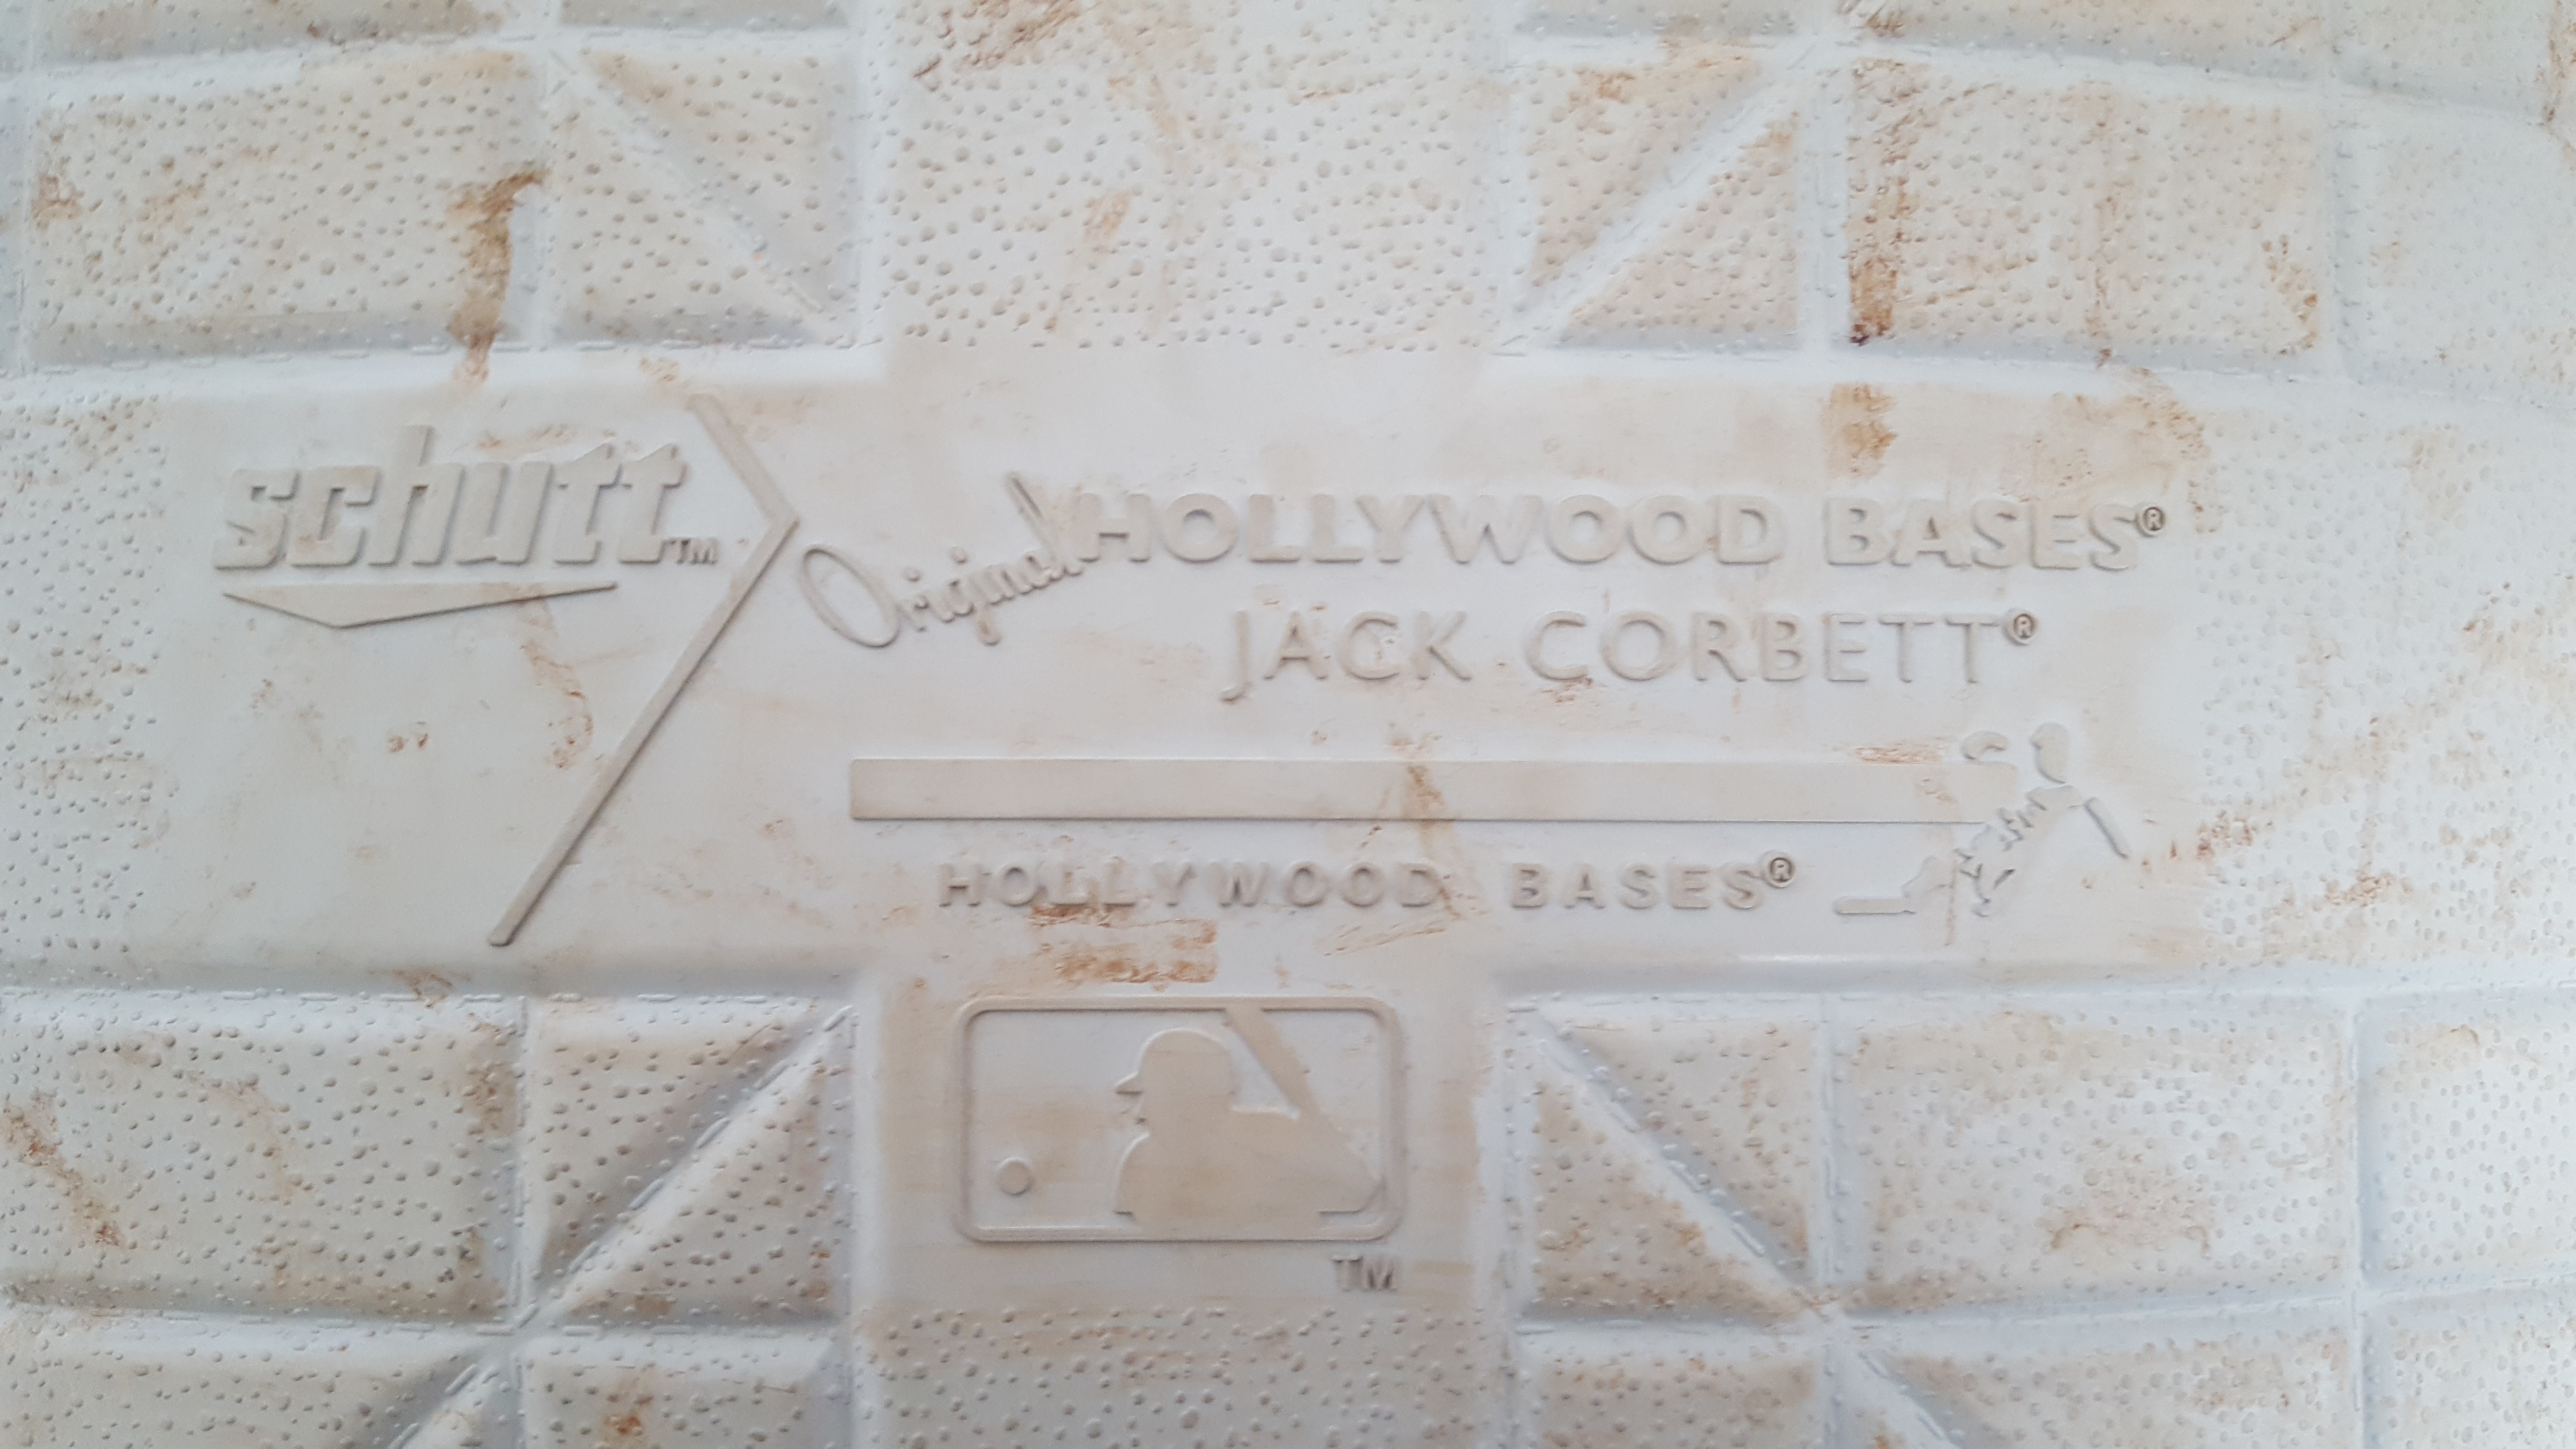 schutt™
Original HOLLYWOOD BASES®
JACK CORBETT®
HOLLYWOOD BASES®
TM